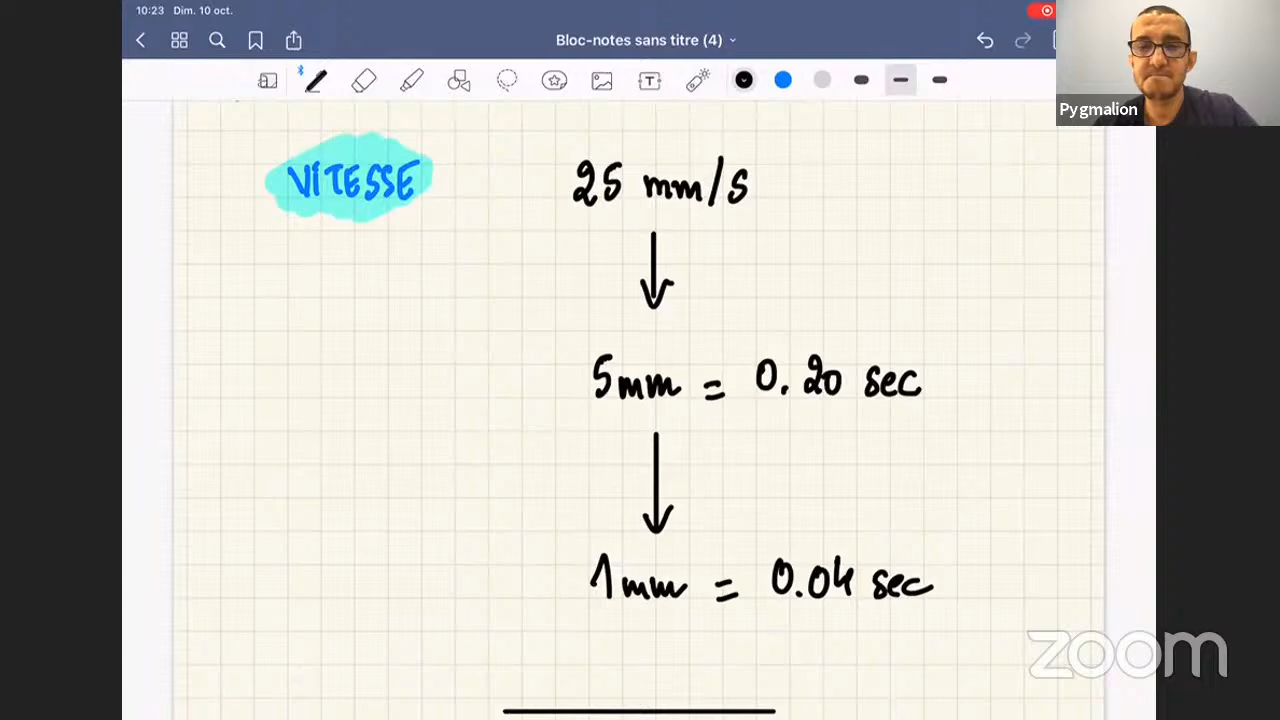 10:23 Dim. 10 oct.
Bloc-notes sans titre (4)
Pygmalion
VITESSE
25 mm/s
5mm = 0.20 sec
1mm = 0.04 sec
zoom